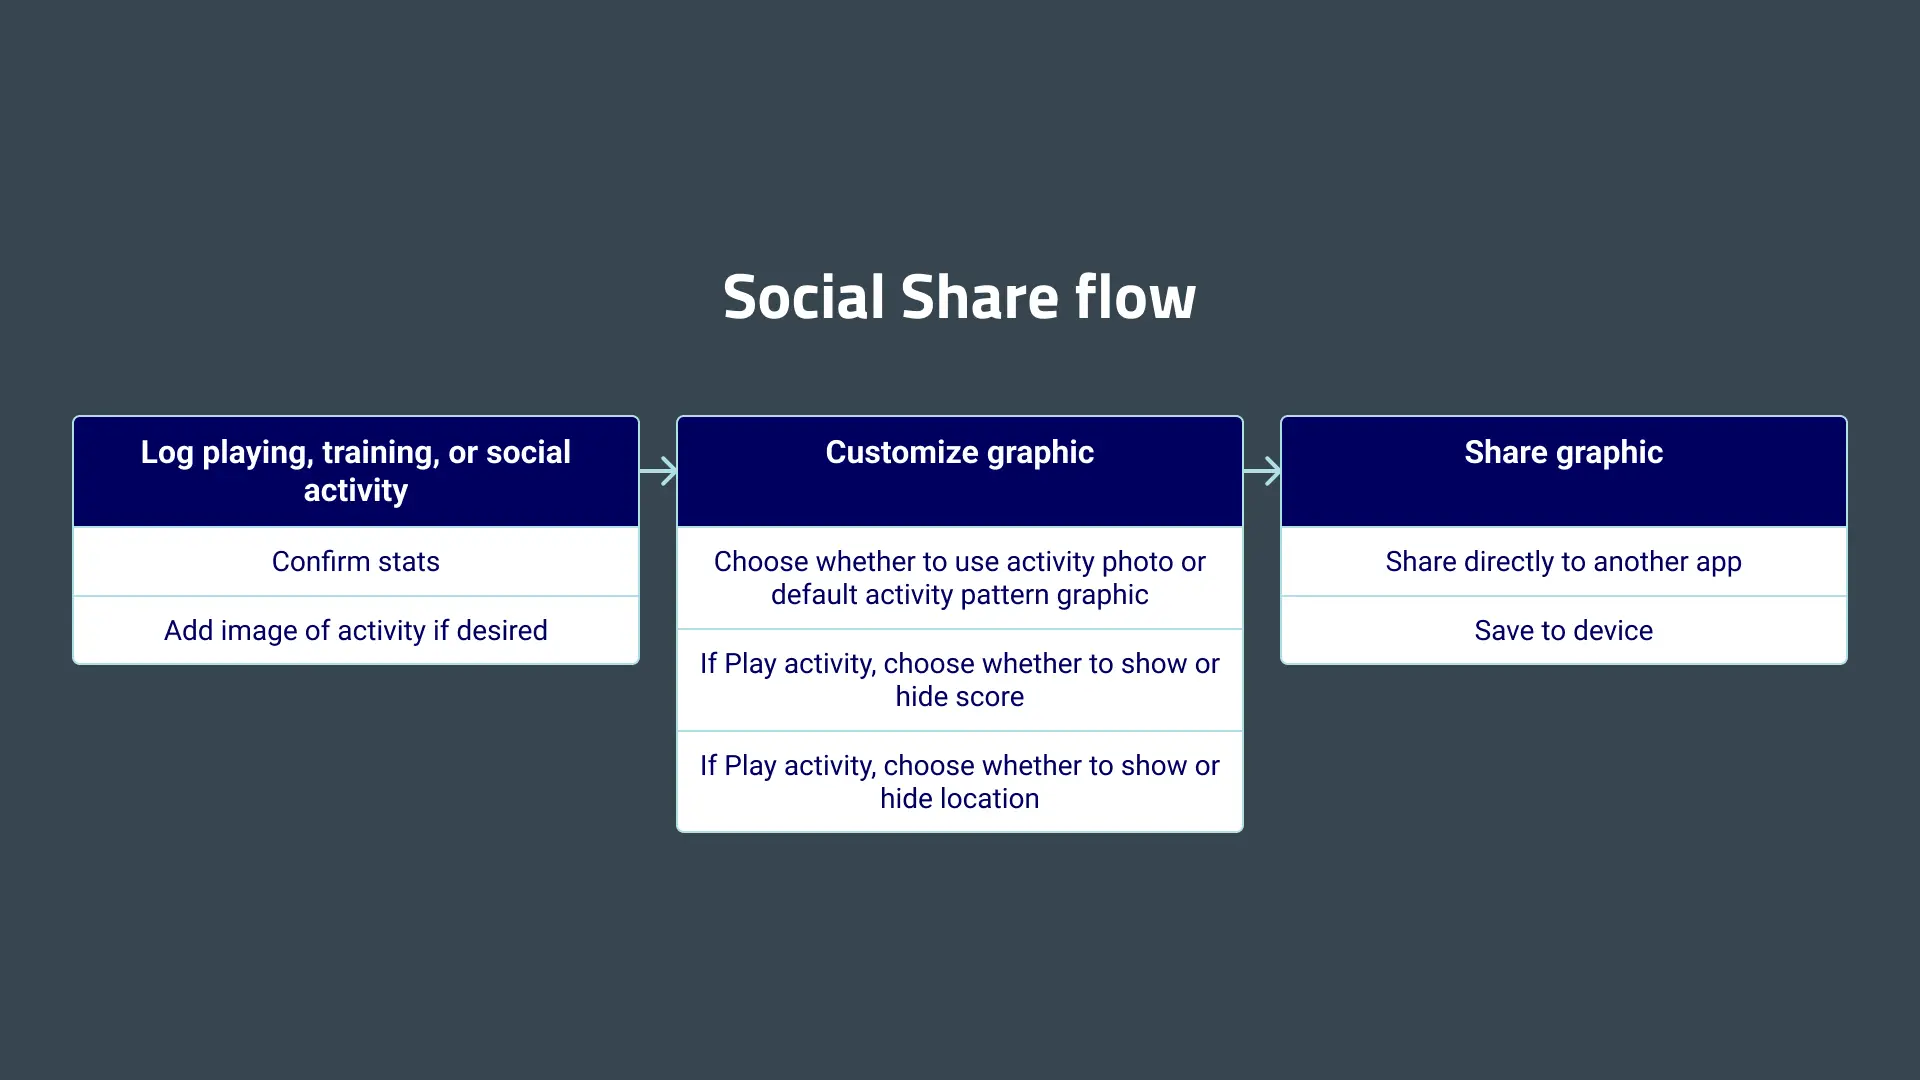 Social Share flow
Log playing, training, or social
activity
Confirm stats
Add image of activity if desired
Customize graphic
Choose whether to use activity photo or
default activity pattern graphic
If Play activity, choose whether to show or
hide score
If Play activity, choose whether to show or
hide location
Share graphic
Share directly to another app
Save to device